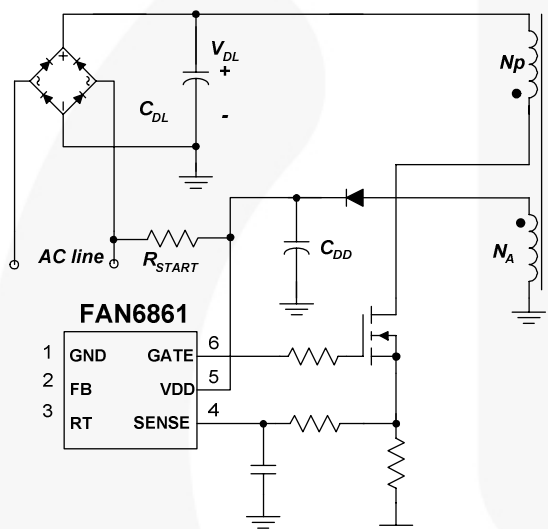 V_DL
+
C_DL
-
Np
+
~
~
-
AC line
R_START
C_DD
N_A
FAN6861
1 GND GATE 6
2 FB VDD 5
3 RT SENSE 4